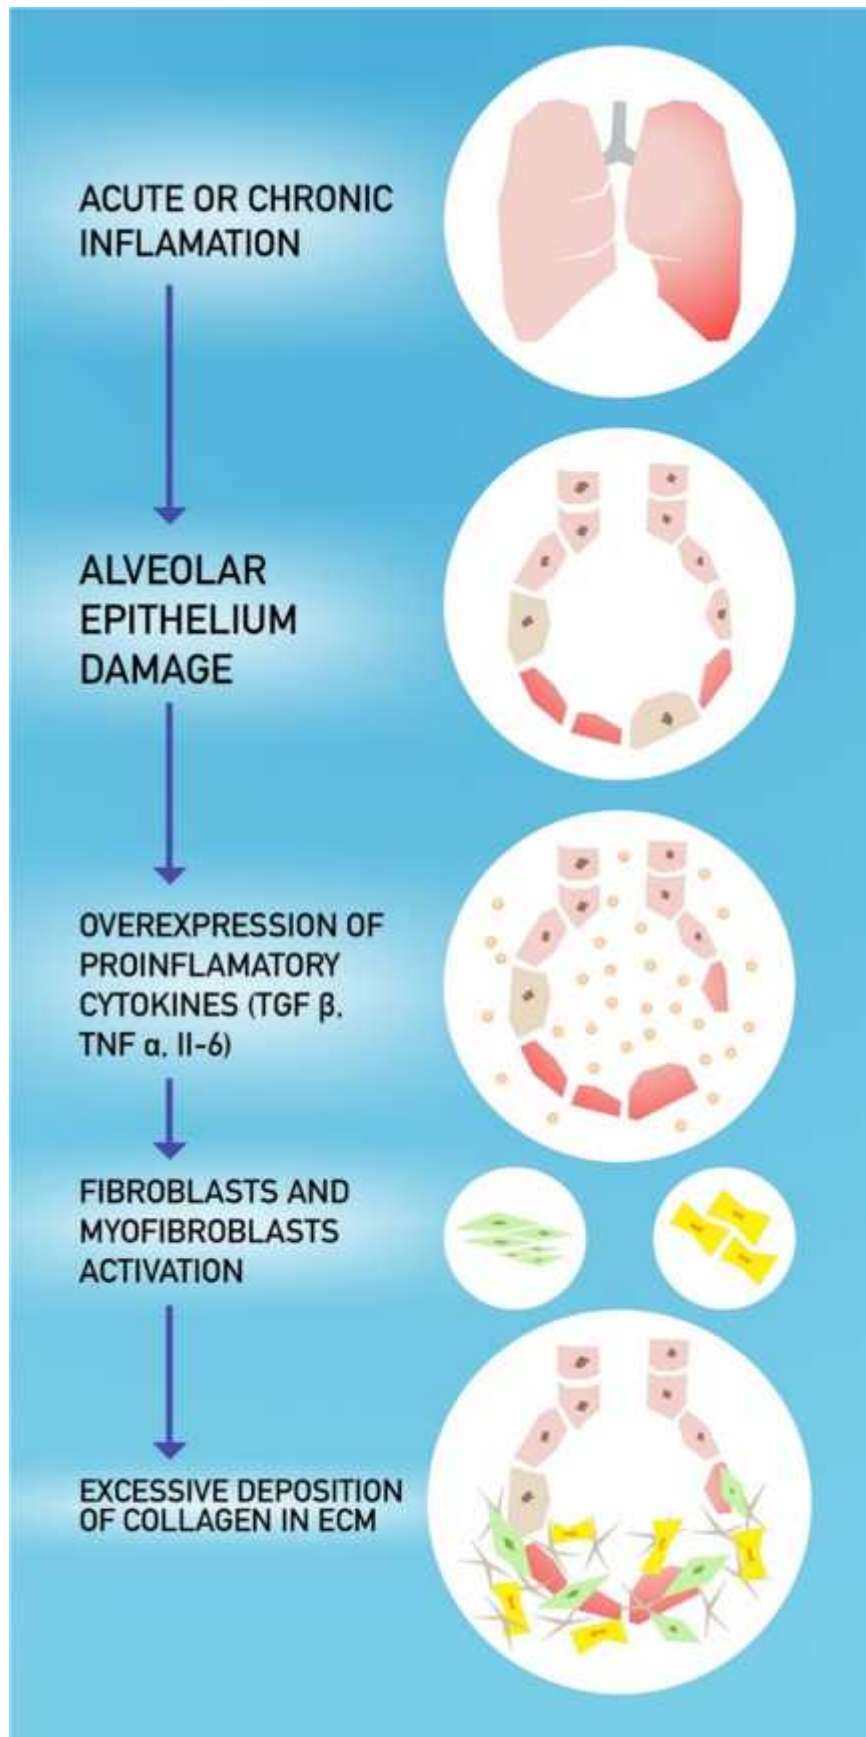 ACUTE OR CHRONIC
INFLAMATION
ALVEOLAR
EPITHELIUM
DAMAGE
OVEREXPRESSION OF
PROINFLAMATORY
CYTOKINES (TGF β,
TNF α, II-6)
FIBROBLASTS AND
MYOFIBROBLASTS
ACTIVATION
EXCESSIVE DEPOSITION
OF COLLAGEN IN ECM